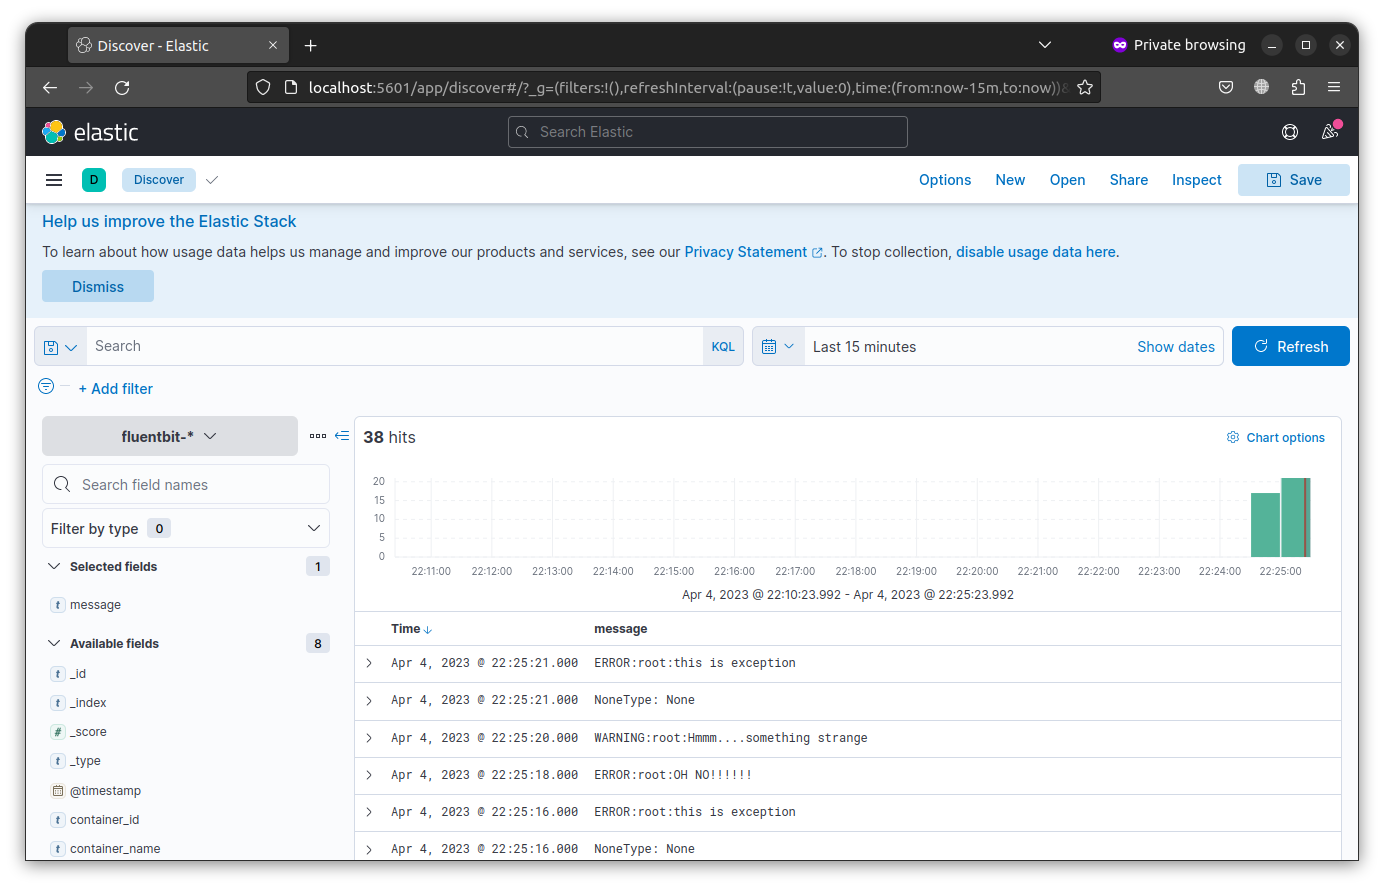 Discover - Elastic
Private browsing
localhost:5601/app/discover#/?_g=(filters:!(),refreshInterval:(pause:!t,value:0),time:(from:now-15m,to:now))&
elastic
Search Elastic
D Discover Options New Open Share Inspect Save
Help us improve the Elastic Stack
To learn about how usage data helps us manage and improve our products and services, see our Privacy Statement. To stop collection, disable usage data here.
Dismiss
Search KQL Last 15 minutes Show dates Refresh
+ Add filter
fluentbit-*
Search field names
Filter by type 0
Selected fields 1
t message
Available fields 8
t _id
t _index
# _score
t _type
@timestamp
t container_id
t container_name
38 hits Chart options
20
15
10
5
0
22:11:00 22:12:00 22:13:00 22:14:00 22:15:00 22:16:00 22:17:00 22:18:00 22:19:00 22:20:00 22:21:00 22:22:00 22:23:00 22:24:00 22:25:00
Apr 4, 2023 @ 22:10:23.992 - Apr 4, 2023 @ 22:25:23.992
Time message
Apr 4, 2023 @ 22:25:21.000 ERROR:root:this is exception
Apr 4, 2023 @ 22:25:21.000 NoneType: None
Apr 4, 2023 @ 22:25:20.000 WARNING:root:Hmmm....something strange
Apr 4, 2023 @ 22:25:18.000 ERROR:root:OH NO!!!!!!
Apr 4, 2023 @ 22:25:16.000 ERROR:root:this is exception
Apr 4, 2023 @ 22:25:16.000 NoneType: None